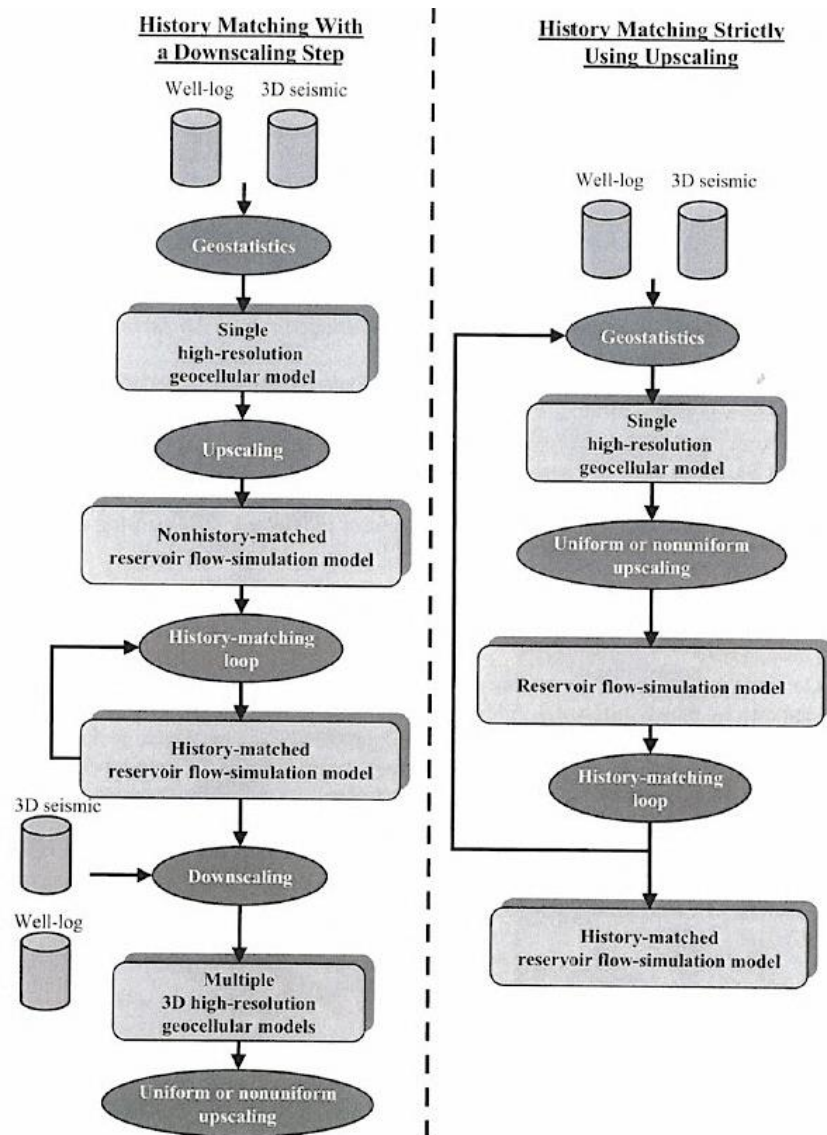 History Matching With
a Downscaling Step
Well-log
3D seismic
Geostatistics
Single
high-resolution
geocellular model
Upscaling
Nonhistory-matched
reservoir flow-simulation model
History-matching
loop
History-matched
reservoir flow-simulation model
3D seismic
Downscaling
Well-log
Multiple
3D high-resolution
geocellular models
Uniform or nonuniform
upscaling
History Matching Strictly
Using Upscaling
Well-log
3D seismic
Geostatistics
Single
high-resolution
geocellular model
Uniform or nonuniform
upscaling
Reservoir flow-simulation model
History-matching
loop
History-matched
reservoir flow-simulation model